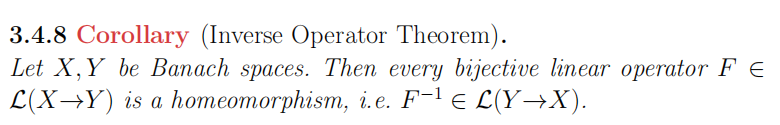 3.4.8 Corollary (Inverse Operator Theorem).
Let X, Y be Banach spaces. Then every bijective linear operator F ∈
ℒ(X→Y) is a homeomorphism, i.e. F⁻¹ ∈ ℒ(Y→X).